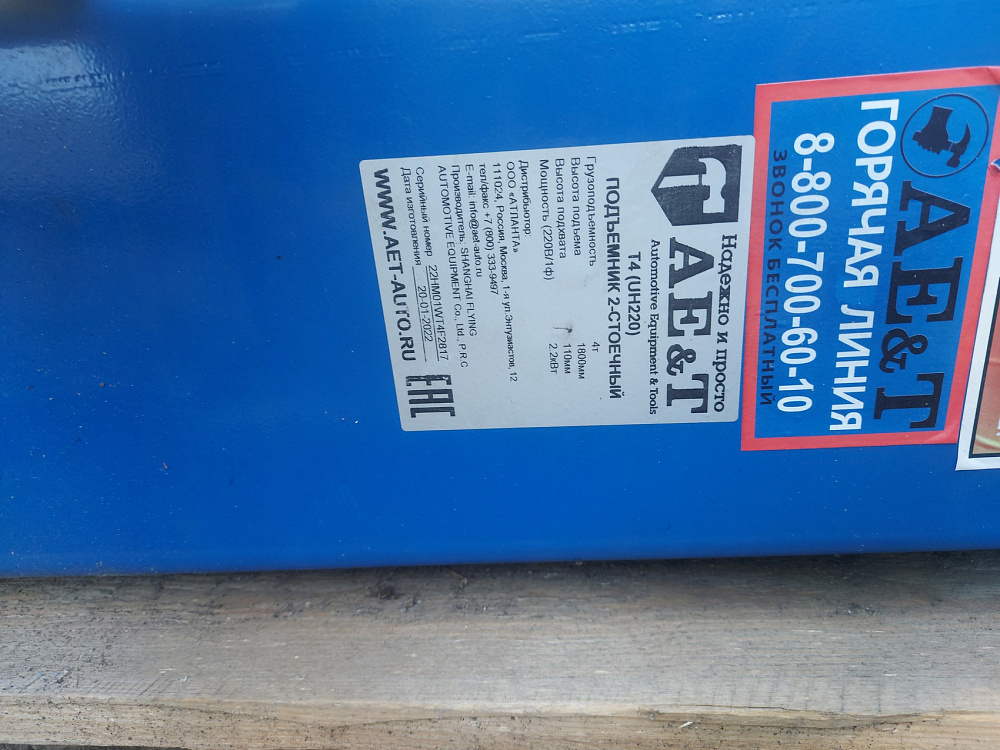 Надежно и просто
AE&T
Automotive Equipment & Tools
T4 (UH220)
ПОДЪЕМНИК 2-СТОЕЧНЫЙ
Грузоподъемность 4т
Высота подъема 1800мм
Высота подхвата 110мм
Мощность (220В/1ф) 2.2кВт
Дистрибьютор:
ООО «АТЛАНТА»
111024, Россия, Москва, 1-я ул.Энтузиастов, 12
тел/факс +7 (800) 333-9497
E-mail: info@aet-auto.ru
Производитель: SHANGHAI FLYING
AUTOMOTIVE EQUIPMENT Co., Ltd., P.R.C
Серийный номер 22HM01WT4F2817
Дата изготовления 20-01-2022
WWW.AET-AUTO.RU
EAC
AE&T
ГОРЯЧАЯ ЛИНИЯ
8-800-700-60-10
ЗВОНОК БЕСПЛАТНЫЙ